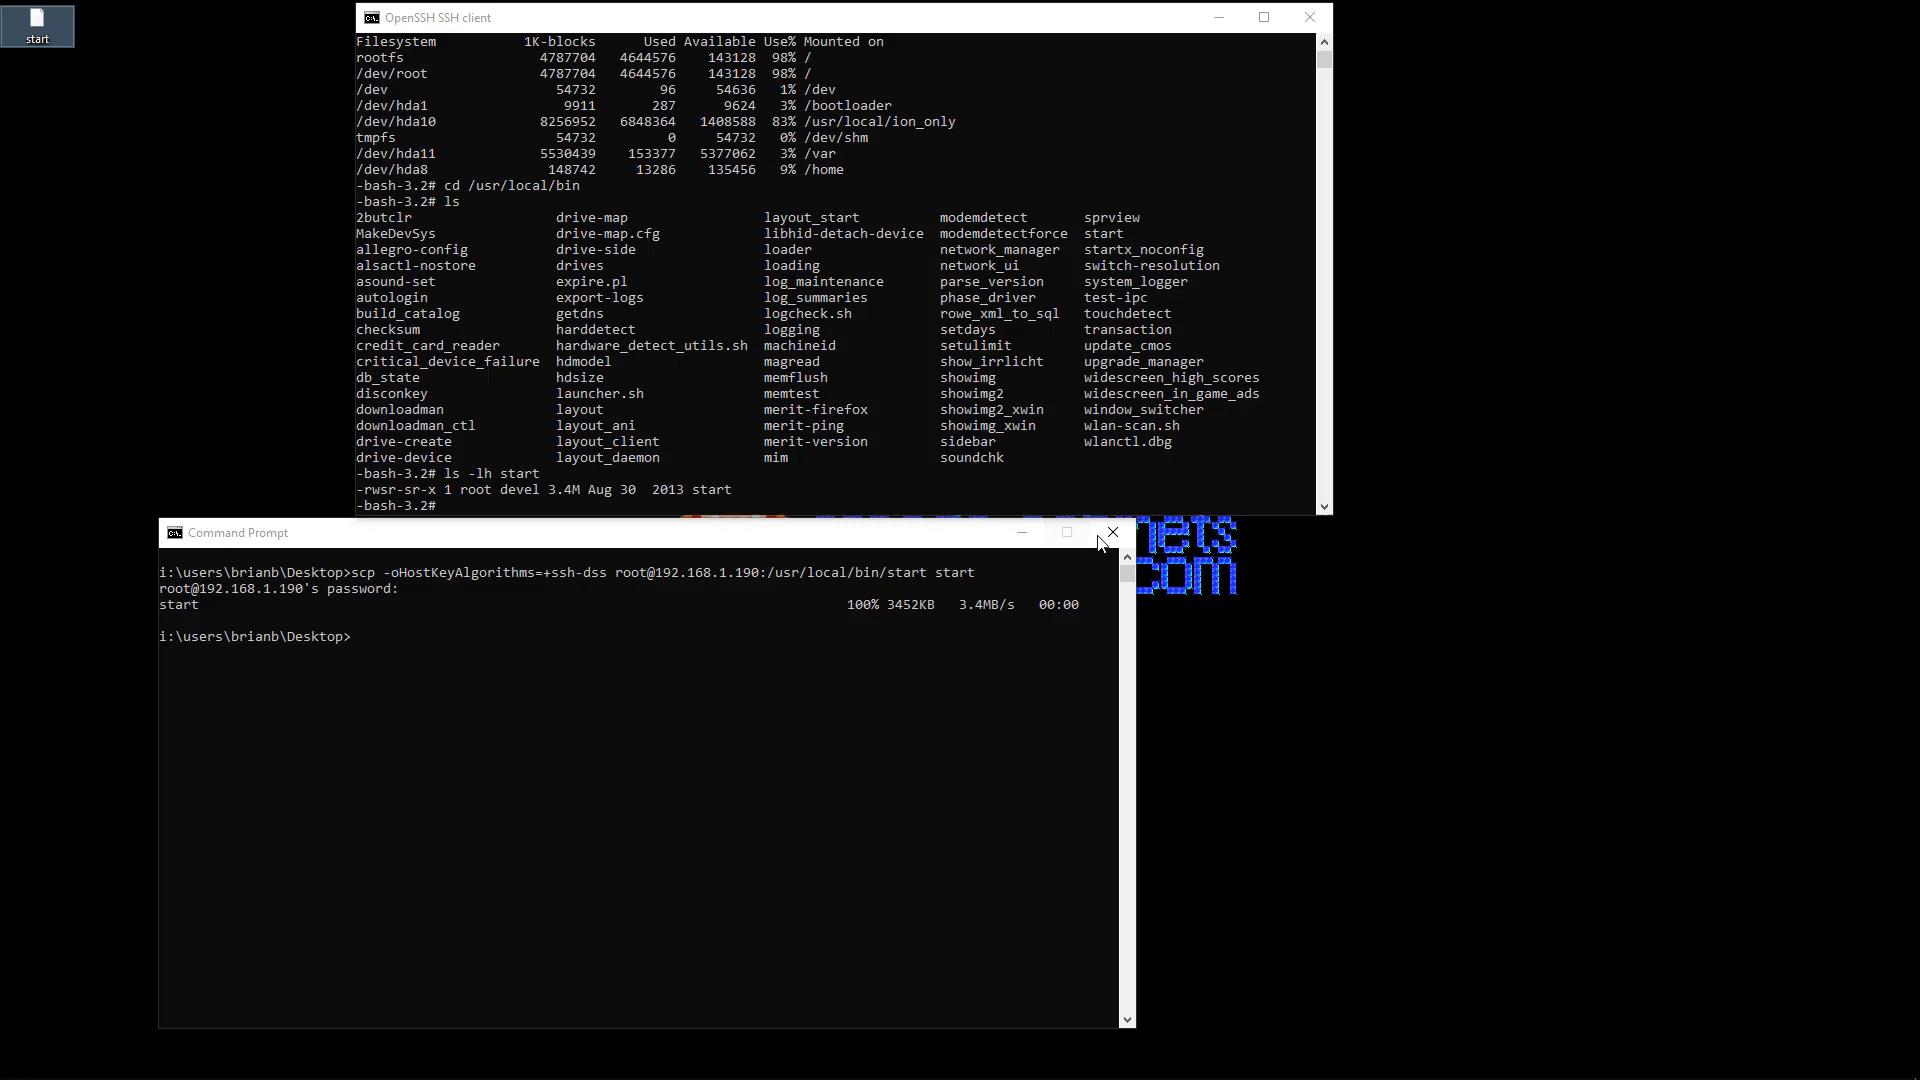 start
OpenSSH SSH client
Filesystem           1K-blocks      Used Available Use% Mounted on
rootfs                 4787704   4644576    143128  98% /
/dev/root              4787704   4644576    143128  98% /
/dev                     54732        96     54636   1% /dev
/dev/hda1                 9911       287      9624   3% /bootloader
/dev/hda10             8256952   6848364   1408588  83% /usr/local/ion_only
tmpfs                    54732         0     54732   0% /dev/shm
/dev/hda11             5530439    153377   5377062   3% /var
/dev/hda8               148742     13286    135456   9% /home
-bash-3.2# cd /usr/local/bin
-bash-3.2# ls
2butclr                  drive-map                 layout_start          modemdetect       sprview
MakeDevSys               drive-map.cfg             libhid-detach-device  modemdetectforce  start
allegro-config           drive-side                loader                network_manager   startx_noconfig
alsactl-nostore          drives                    loading               network_ui        switch-resolution
asound-set               expire.pl                 log_maintenance       parse_version     system_logger
autologin                export-logs               log_summaries         phase_driver      test-ipc
build_catalog            getdns                    logcheck.sh           rowe_xml_to_sql   touchdetect
checksum                 harddetect                logging               setdays           transaction
credit_card_reader       hardware_detect_utils.sh  machineid             setulimit         update_cmos
critical_device_failure  hdmodel                   magread               show_irrlicht     upgrade_manager
db_state                 hdsize                    memflush              showimg           widescreen_high_scores
disconkey                launcher.sh               memtest               showimg2          widescreen_in_game_ads
downloadman              layout                    merit-firefox         showimg2_xwin     window_switcher
downloadman_ctl          layout_ani                merit-ping            showimg_xwin      wlan-scan.sh
drive-create             layout_client             merit-version         sidebar           wlanctl.dbg
drive-device             layout_daemon             mim                   soundchk
-bash-3.2# ls -lh start
-rwsr-sr-x 1 root devel 3.4M Aug 30  2013 start
-bash-3.2#
Command Prompt
i:\users\brianb\Desktop>scp -oHostKeyAlgorithms=+ssh-dss root@192.168.1.190:/usr/local/bin/start start
root@192.168.1.190's password:
start                                                                                 100% 3452KB   3.4MB/s   00:00
i:\users\brianb\Desktop>